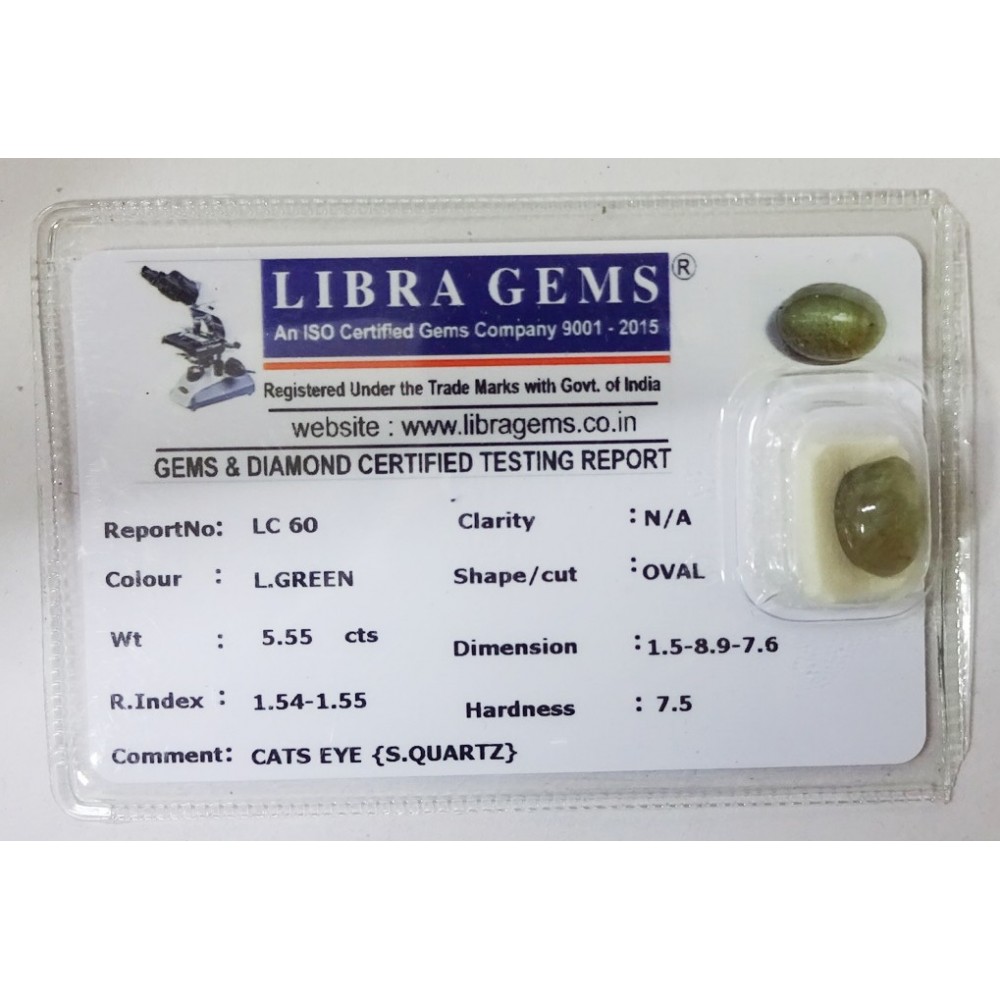 LIBRA GEMS ®
An ISO Certified Gems Company 9001 - 2015
Registered Under the Trade Marks with Govt. of India
website : www.libragems.co.in
GEMS & DIAMOND CERTIFIED TESTING REPORT
ReportNo: LC 60 Clarity : N/A
Colour : L.GREEN Shape/cut : OVAL
Wt : 5.55 cts Dimension : 1.5-8.9-7.6
R.Index : 1.54-1.55 Hardness : 7.5
Comment: CATS EYE {S.QUARTZ}